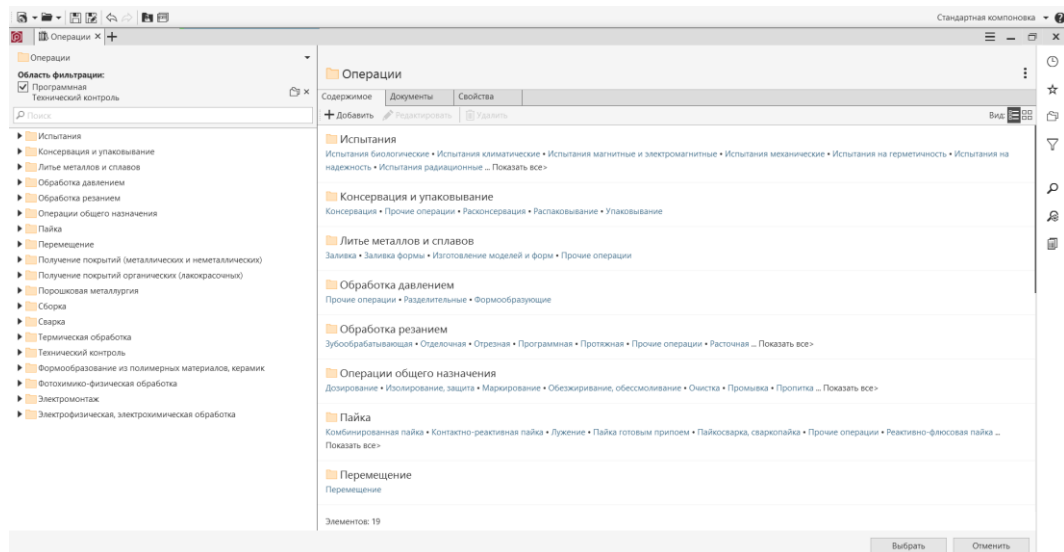 Стандартная компоновка
Операции
Операции
Область фильтрации:
Программная
Технический контроль
Поиск
Испытания
Консервация и упаковывание
Литье металлов и сплавов
Обработка давлением
Обработка резанием
Операции общего назначения
Пайка
Перемещение
Получение покрытий (металлических и неметаллических)
Получение покрытий органических (лакокрасочных)
Порошковая металлургия
Сборка
Сварка
Термическая обработка
Технический контроль
Формообразование из полимерных материалов, керамик
Фотохимико-физическая обработка
Электромонтаж
Электрофизическая, электрохимическая обработка
Операции
Содержимое Документы Свойства
Добавить Редактировать Удалить Вид:
Испытания
Испытания биологические • Испытания климатические • Испытания магнитные и электромагнитные • Испытания механические • Испытания на герметичность • Испытания на
надежность • Испытания радиационные ... Показать все>
Консервация и упаковывание
Консервация • Прочие операции • Расконсервация • Распаковывание • Упаковывание
Литье металлов и сплавов
Заливка • Заливка формы • Изготовление моделей и форм • Прочие операции
Обработка давлением
Прочие операции • Разделительные • Формообразующие
Обработка резанием
Зубообрабатывающая • Отделочная • Отрезная • Программная • Протяжная • Прочие операции • Расточная ... Показать все>
Операции общего назначения
Дозирование • Изолирование, защита • Маркирование • Обезжиривание, обессмоливание • Очистка • Промывка • Пропитка ... Показать все>
Пайка
Комбинированная пайка • Контактно-реактивная пайка • Лужение • Пайка готовым припоем • Пайкосварка, сваркопайка • Прочие операции • Реактивно-флюсовая пайка ...
Показать все>
Перемещение
Перемещение
Элементов: 19
Выбрать Отменить